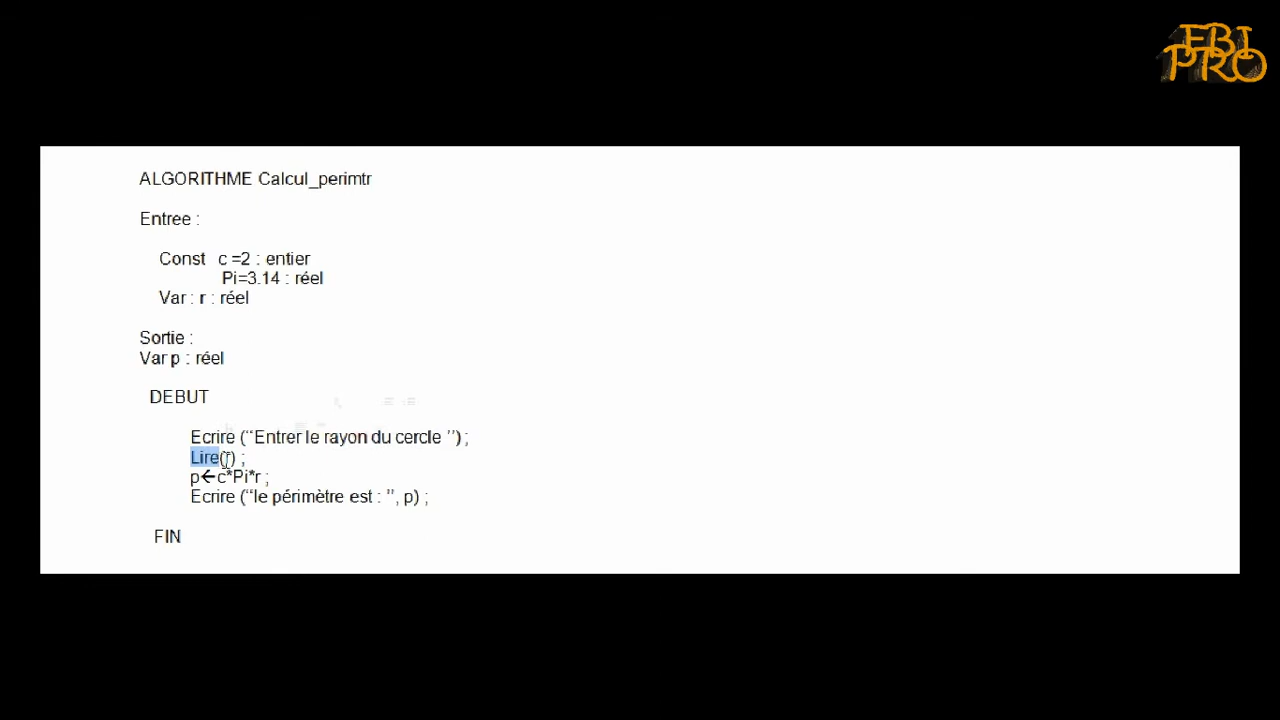 FBI
PRO
ALGORITHME Calcul_perimtr
Entree :
Const c =2 : entier
Pi=3.14 : réel
Var : r : réel
Sortie :
Var p : réel
DEBUT
Ecrire (‘‘Entrer le rayon du cercle ’’) ;
Lire(r) ;
p←c*Pi*r ;
Ecrire (‘‘le périmètre est : ’’, p) ;
FIN